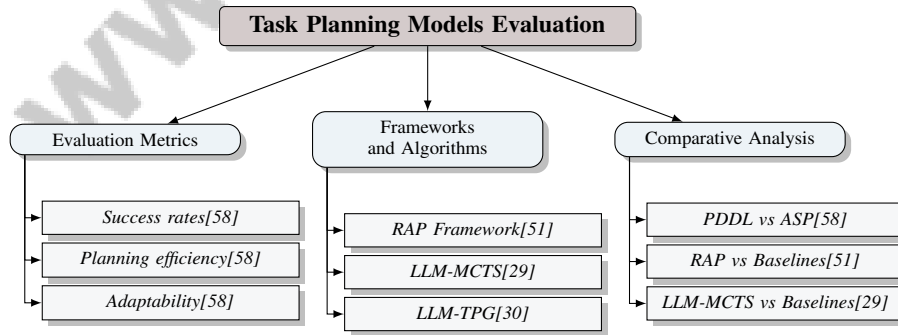 Task Planning Models Evaluation
Evaluation Metrics
Success rates[58]
Planning efficiency[58]
Adaptability[58]
Frameworks
and Algorithms
RAP Framework[51]
LLM-MCTS[29]
LLM-TPG[30]
Comparative Analysis
PDDL vs ASP[58]
RAP vs Baselines[51]
LLM-MCTS vs Baselines[29]